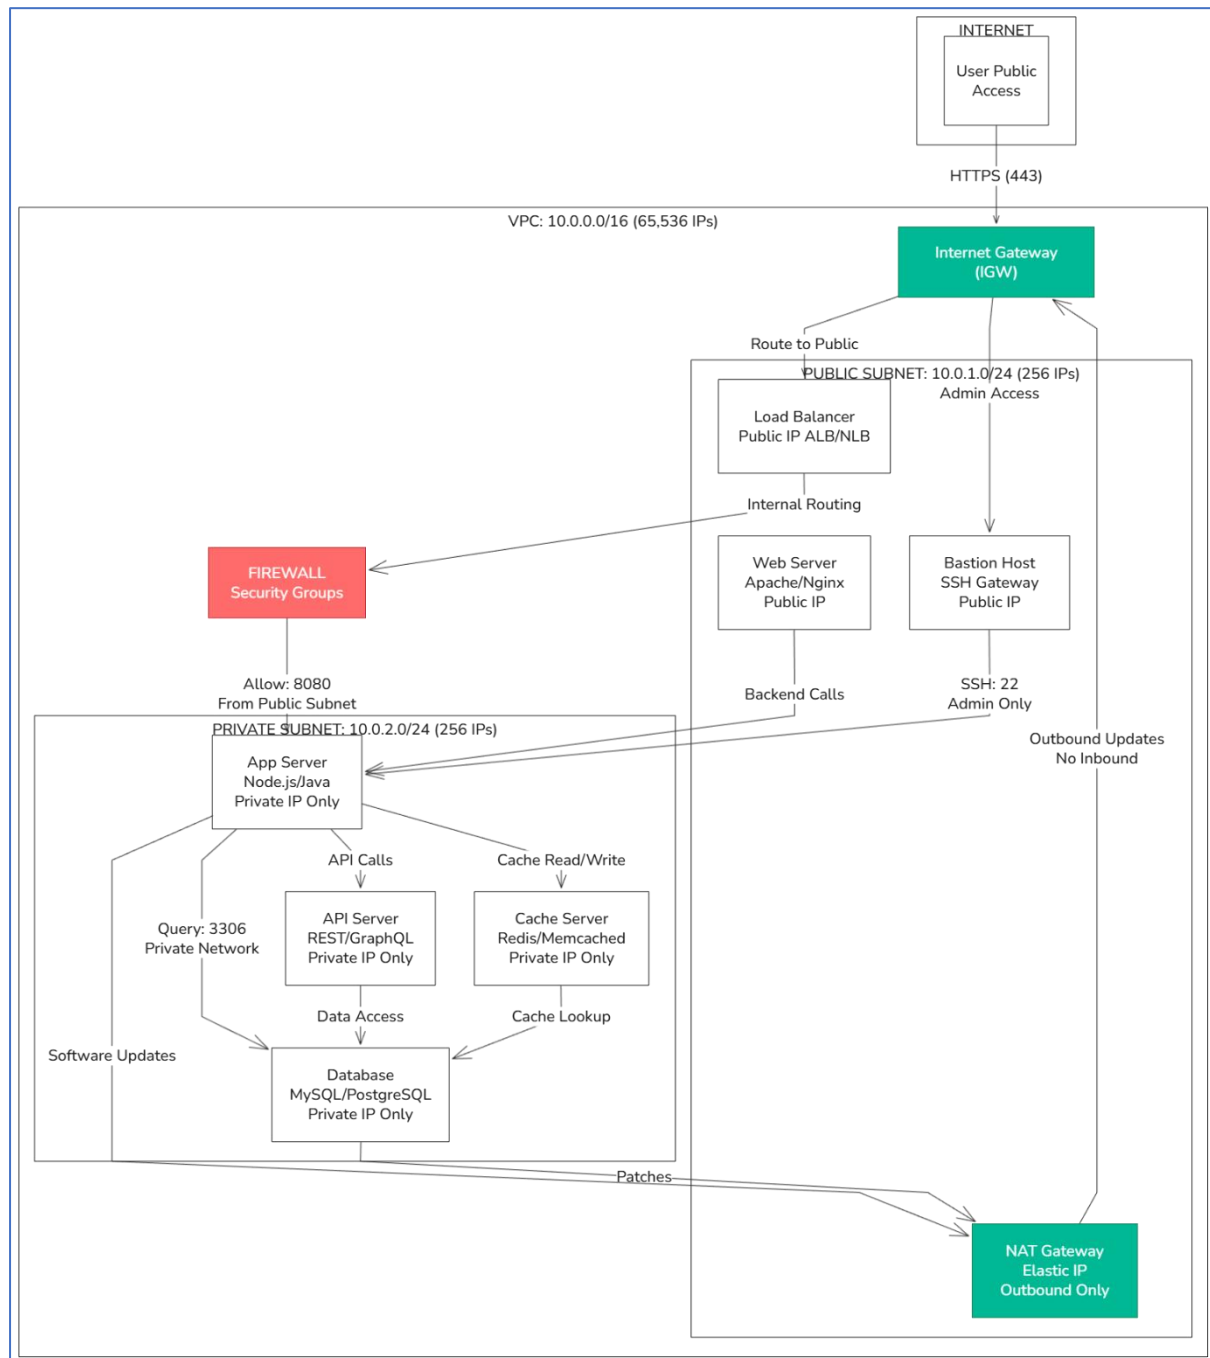 INTERNET
User Public
Access
HTTPS (443)
VPC: 10.0.0.0/16 (65,536 IPs)
Internet Gateway
(IGW)
Route to Public
PUBLIC SUBNET: 10.0.1.0/24 (256 IPs)
Admin Access
Load Balancer
Public IP ALB/NLB
Internal Routing
FIREWALL
Security Groups
Web Server
Apache/Nginx
Public IP
Bastion Host
SSH Gateway
Public IP
Allow: 8080
From Public Subnet
Backend Calls
SSH: 22
Admin Only
PRIVATE SUBNET: 10.0.2.0/24 (256 IPs)
App Server
Node.js/Java
Private IP Only
Outbound Updates
No Inbound
API Calls
Cache Read/Write
Query: 3306
Private Network
API Server
REST/GraphQL
Private IP Only
Cache Server
Redis/Memcached
Private IP Only
Data Access
Cache Lookup
Software Updates
Database
MySQL/PostgreSQL
Private IP Only
Patches
NAT Gateway
Elastic IP
Outbound Only